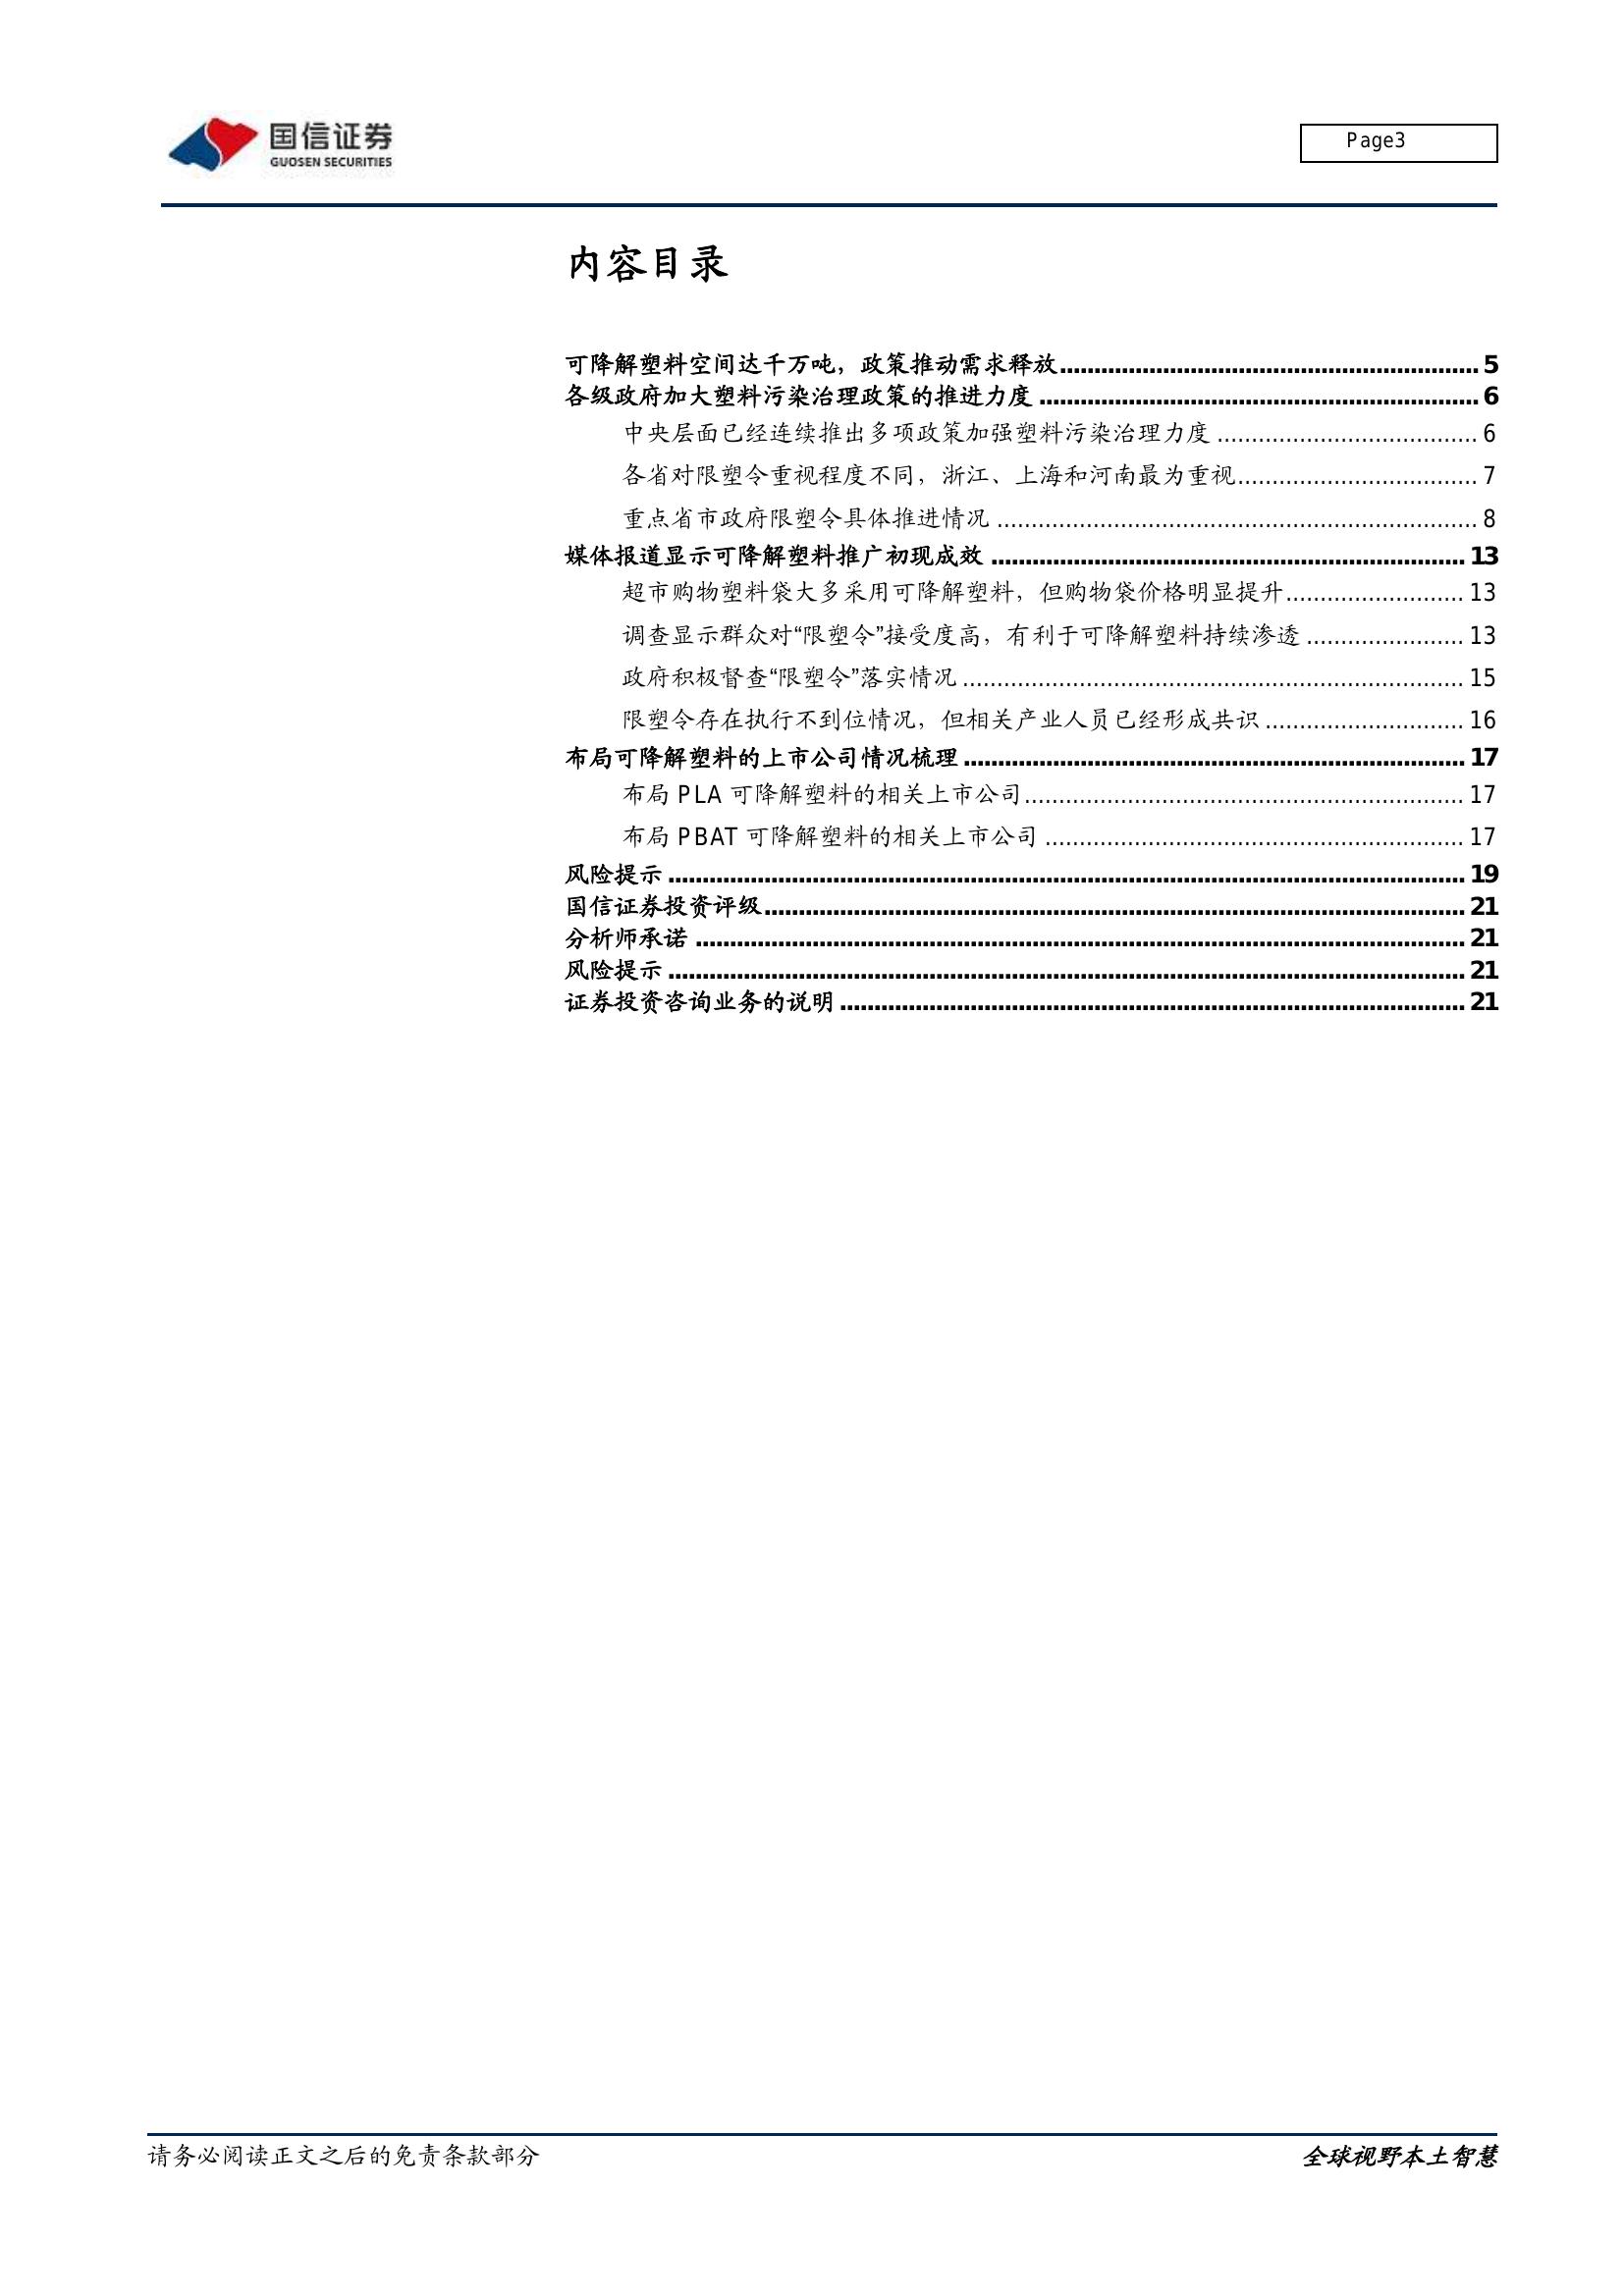 国信证券
GUOSEN SECURITIES
Page3
内容目录
可降解塑料空间达千万吨，政策推动需求释放 5
各级政府加大塑料污染治理政策的推进力度 6
中央层面已经连续推出多项政策加强塑料污染治理力度 6
各省对限塑令重视程度不同，浙江、上海和河南最为重视 7
重点省市政府限塑令具体推进情况 8
媒体报道显示可降解塑料推广初现成效 13
超市购物塑料袋大多采用可降解塑料，但购物袋价格明显提升 13
调查显示群众对“限塑令”接受度高，有利于可降解塑料持续渗透 13
政府积极督查“限塑令”落实情况 15
限塑令存在执行不到位情况，但相关产业人员已经形成共识 16
布局可降解塑料的上市公司情况梳理 17
布局 PLA 可降解塑料的相关上市公司 17
布局 PBAT 可降解塑料的相关上市公司 17
风险提示 19
国信证券投资评级 21
分析师承诺 21
风险提示 21
证券投资咨询业务的说明 21
请务必阅读正文之后的免责条款部分
全球视野本土智慧